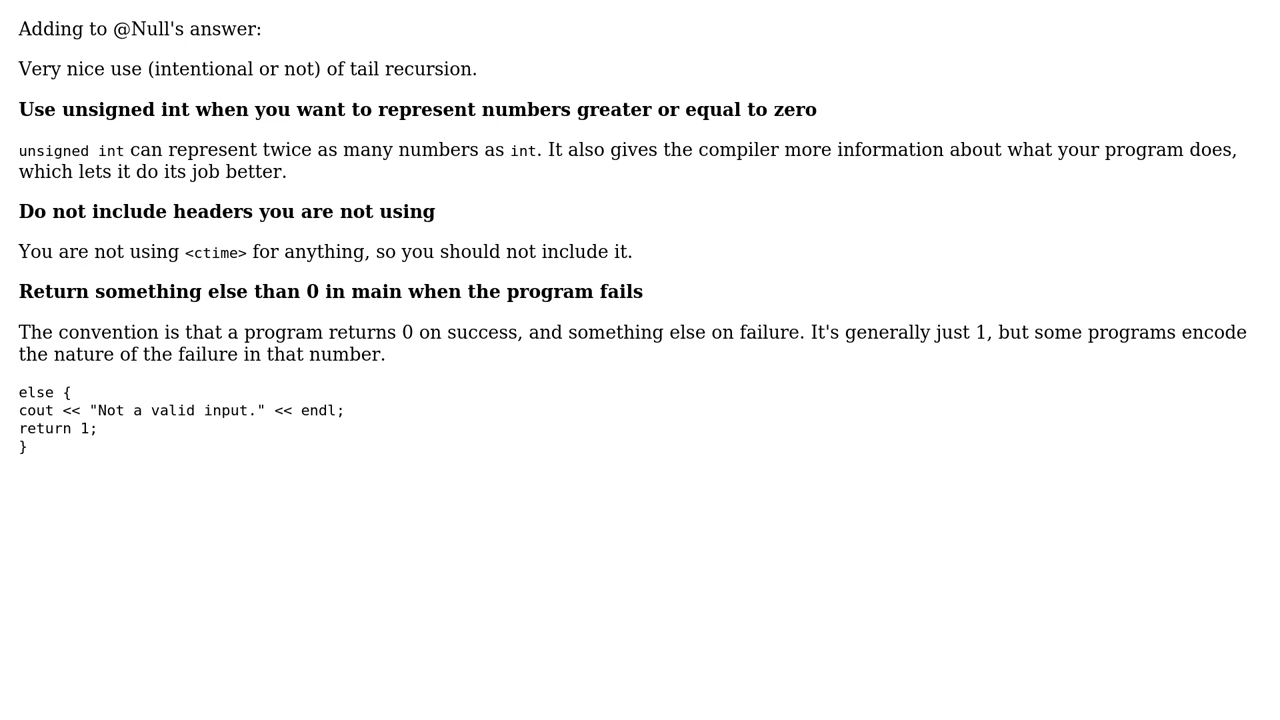 Adding to @Null's answer:
Very nice use (intentional or not) of tail recursion.
Use unsigned int when you want to represent numbers greater or equal to zero
unsigned int can represent twice as many numbers as int. It also gives the compiler more information about what your program does,
which lets it do its job better.
Do not include headers you are not using
You are not using <ctime> for anything, so you should not include it.
Return something else than 0 in main when the program fails
The convention is that a program returns 0 on success, and something else on failure. It's generally just 1, but some programs encode
the nature of the failure in that number.
else {
cout << "Not a valid input." << endl;
return 1;
}